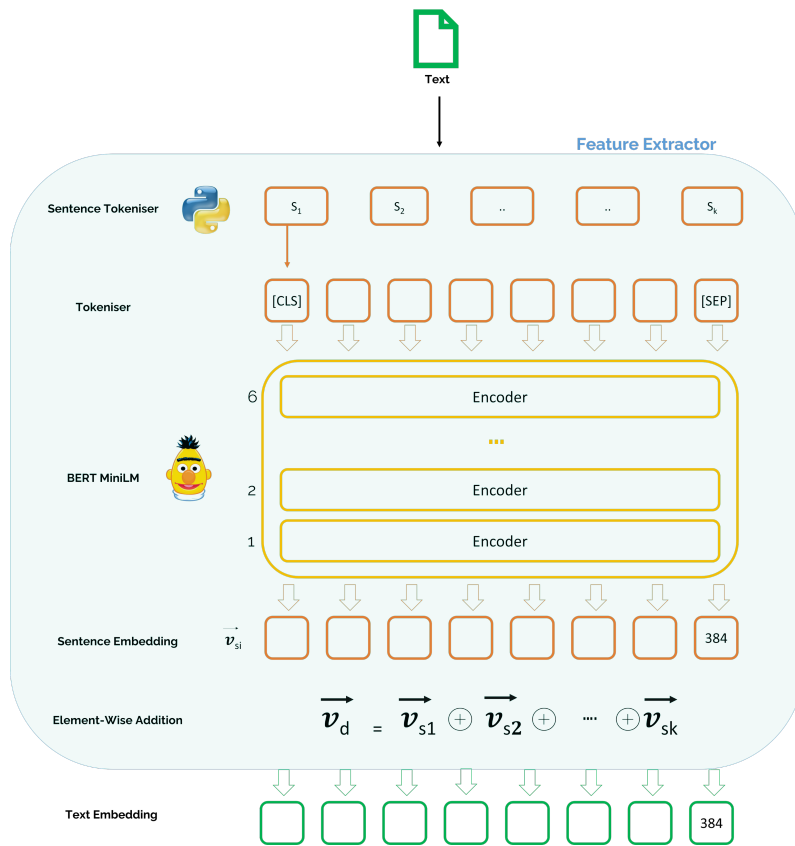 Text
Feature Extractor
Sentence Tokeniser S1 S2 .. .. Sk
Tokeniser [CLS] [SEP]
6 Encoder
...
BERT MiniLM
2 Encoder
1 Encoder
Sentence Embedding vsi 384
Element-Wise Addition vd = vs1 + vs2 + .... + vsk
Text Embedding 384